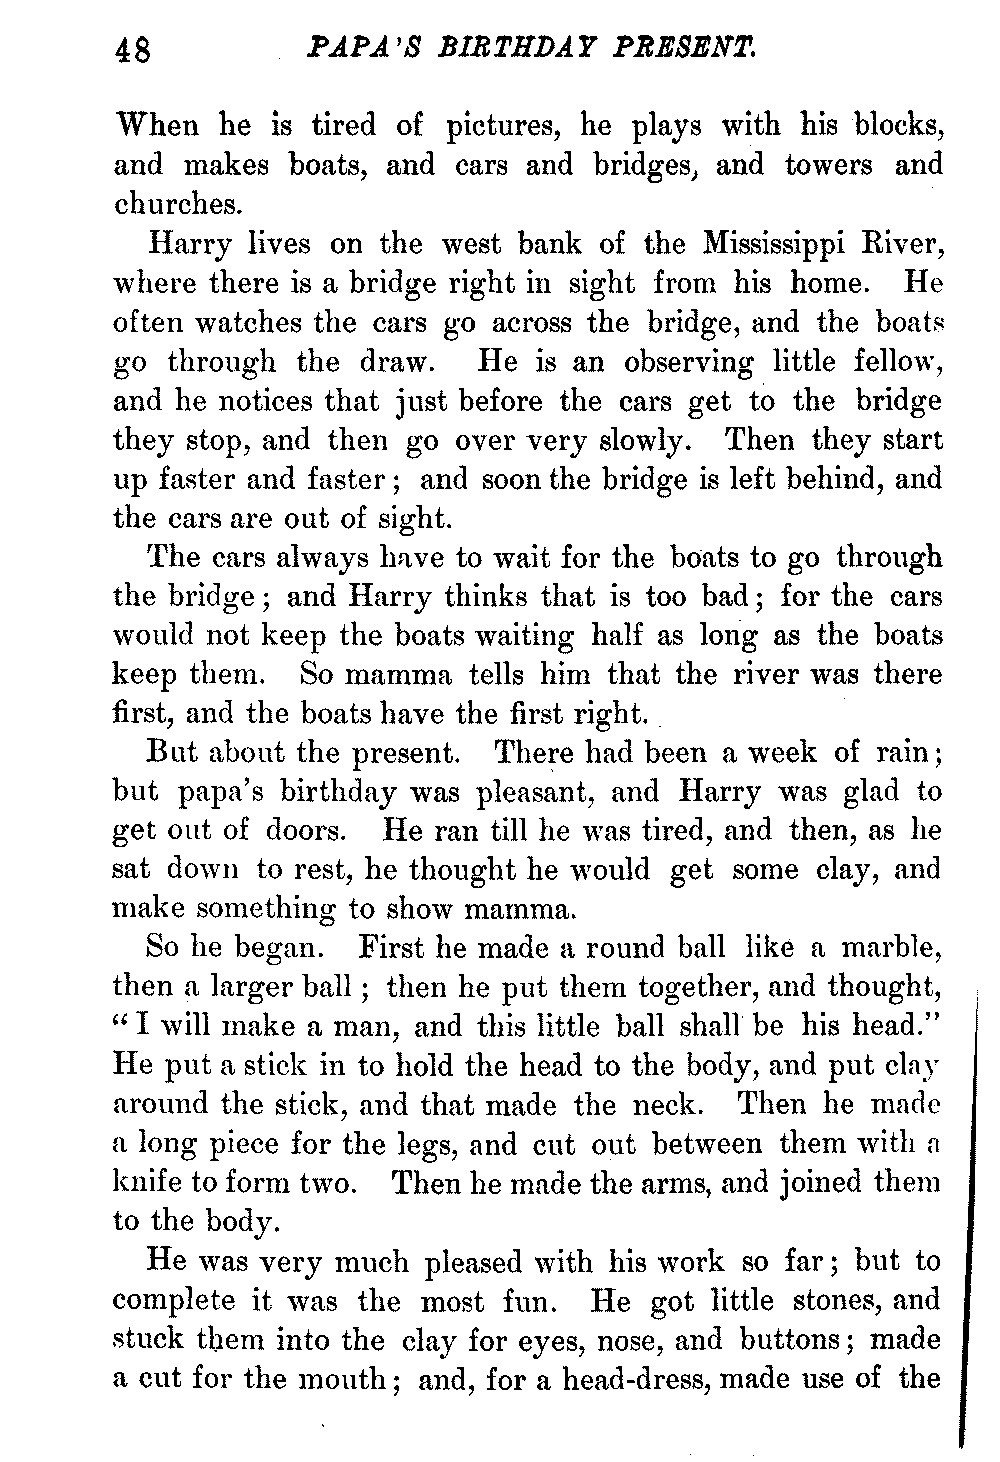 48 PAPA'S BIRTHDAY PRESENT.
When he is tired of pictures, he plays with his blocks,
and makes boats, and cars and bridges, and towers and
churches.
Harry lives on the west bank of the Mississippi River,
where there is a bridge right in sight from his home. He
often watches the cars go across the bridge, and the boats
go through the draw. He is an observing little fellow,
and he notices that just before the cars get to the bridge
they stop, and then go over very slowly. Then they start
up faster and faster; and soon the bridge is left behind, and
the cars are out of sight.
The cars always have to wait for the boats to go through
the bridge; and Harry thinks that is too bad; for the cars
would not keep the boats waiting half as long as the boats
keep them. So mamma tells him that the river was there
first, and the boats have the first right.
But about the present. There had been a week of rain;
but papa's birthday was pleasant, and Harry was glad to
get out of doors. He ran till he was tired, and then, as he
sat down to rest, he thought he would get some clay, and
make something to show mamma.
So he began. First he made a round ball like a marble,
then a larger ball; then he put them together, and thought,
"I will make a man, and this little ball shall be his head."
He put a stick in to hold the head to the body, and put clay
around the stick, and that made the neck. Then he made
a long piece for the legs, and cut out between them with a
knife to form two. Then he made the arms, and joined them
to the body.
He was very much pleased with his work so far; but to
complete it was the most fun. He got little stones, and
stuck them into the clay for eyes, nose, and buttons; made
a cut for the mouth; and, for a head-dress, made use of the